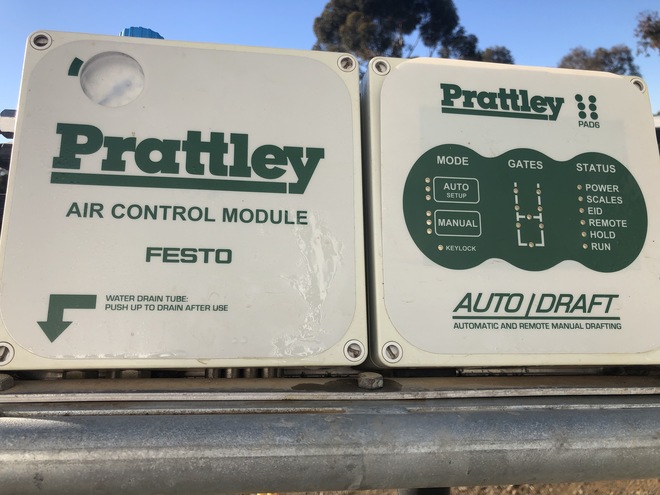 Prattley
AIR CONTROL MODULE
FESTO
WATER DRAIN TUBE:
PUSH UP TO DRAIN AFTER USE
Prattley
PAD6
MODE
AUTO
SETUP
MANUAL
KEYLOCK
GATES
STATUS
POWER
SCALES
EID
REMOTE
HOLD
RUN
AUTO/DRAFT
AUTOMATIC AND REMOTE MANUAL DRAFTING